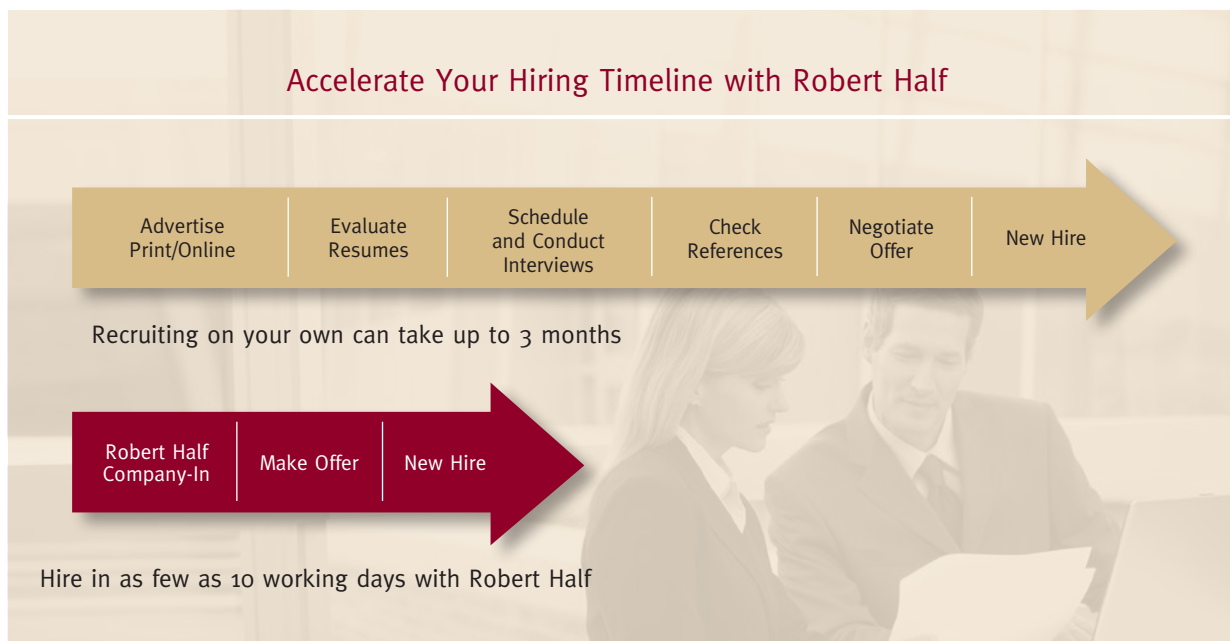 Accelerate Your Hiring Timeline with Robert Half
Advertise
Print/Online
Evaluate
Resumes
Schedule
and Conduct
Interviews
Check
References
Negotiate
Offer
New Hire
Recruiting on your own can take up to 3 months
Robert Half
Company-In
Make Offer
New Hire
Hire in as few as 10 working days with Robert Half